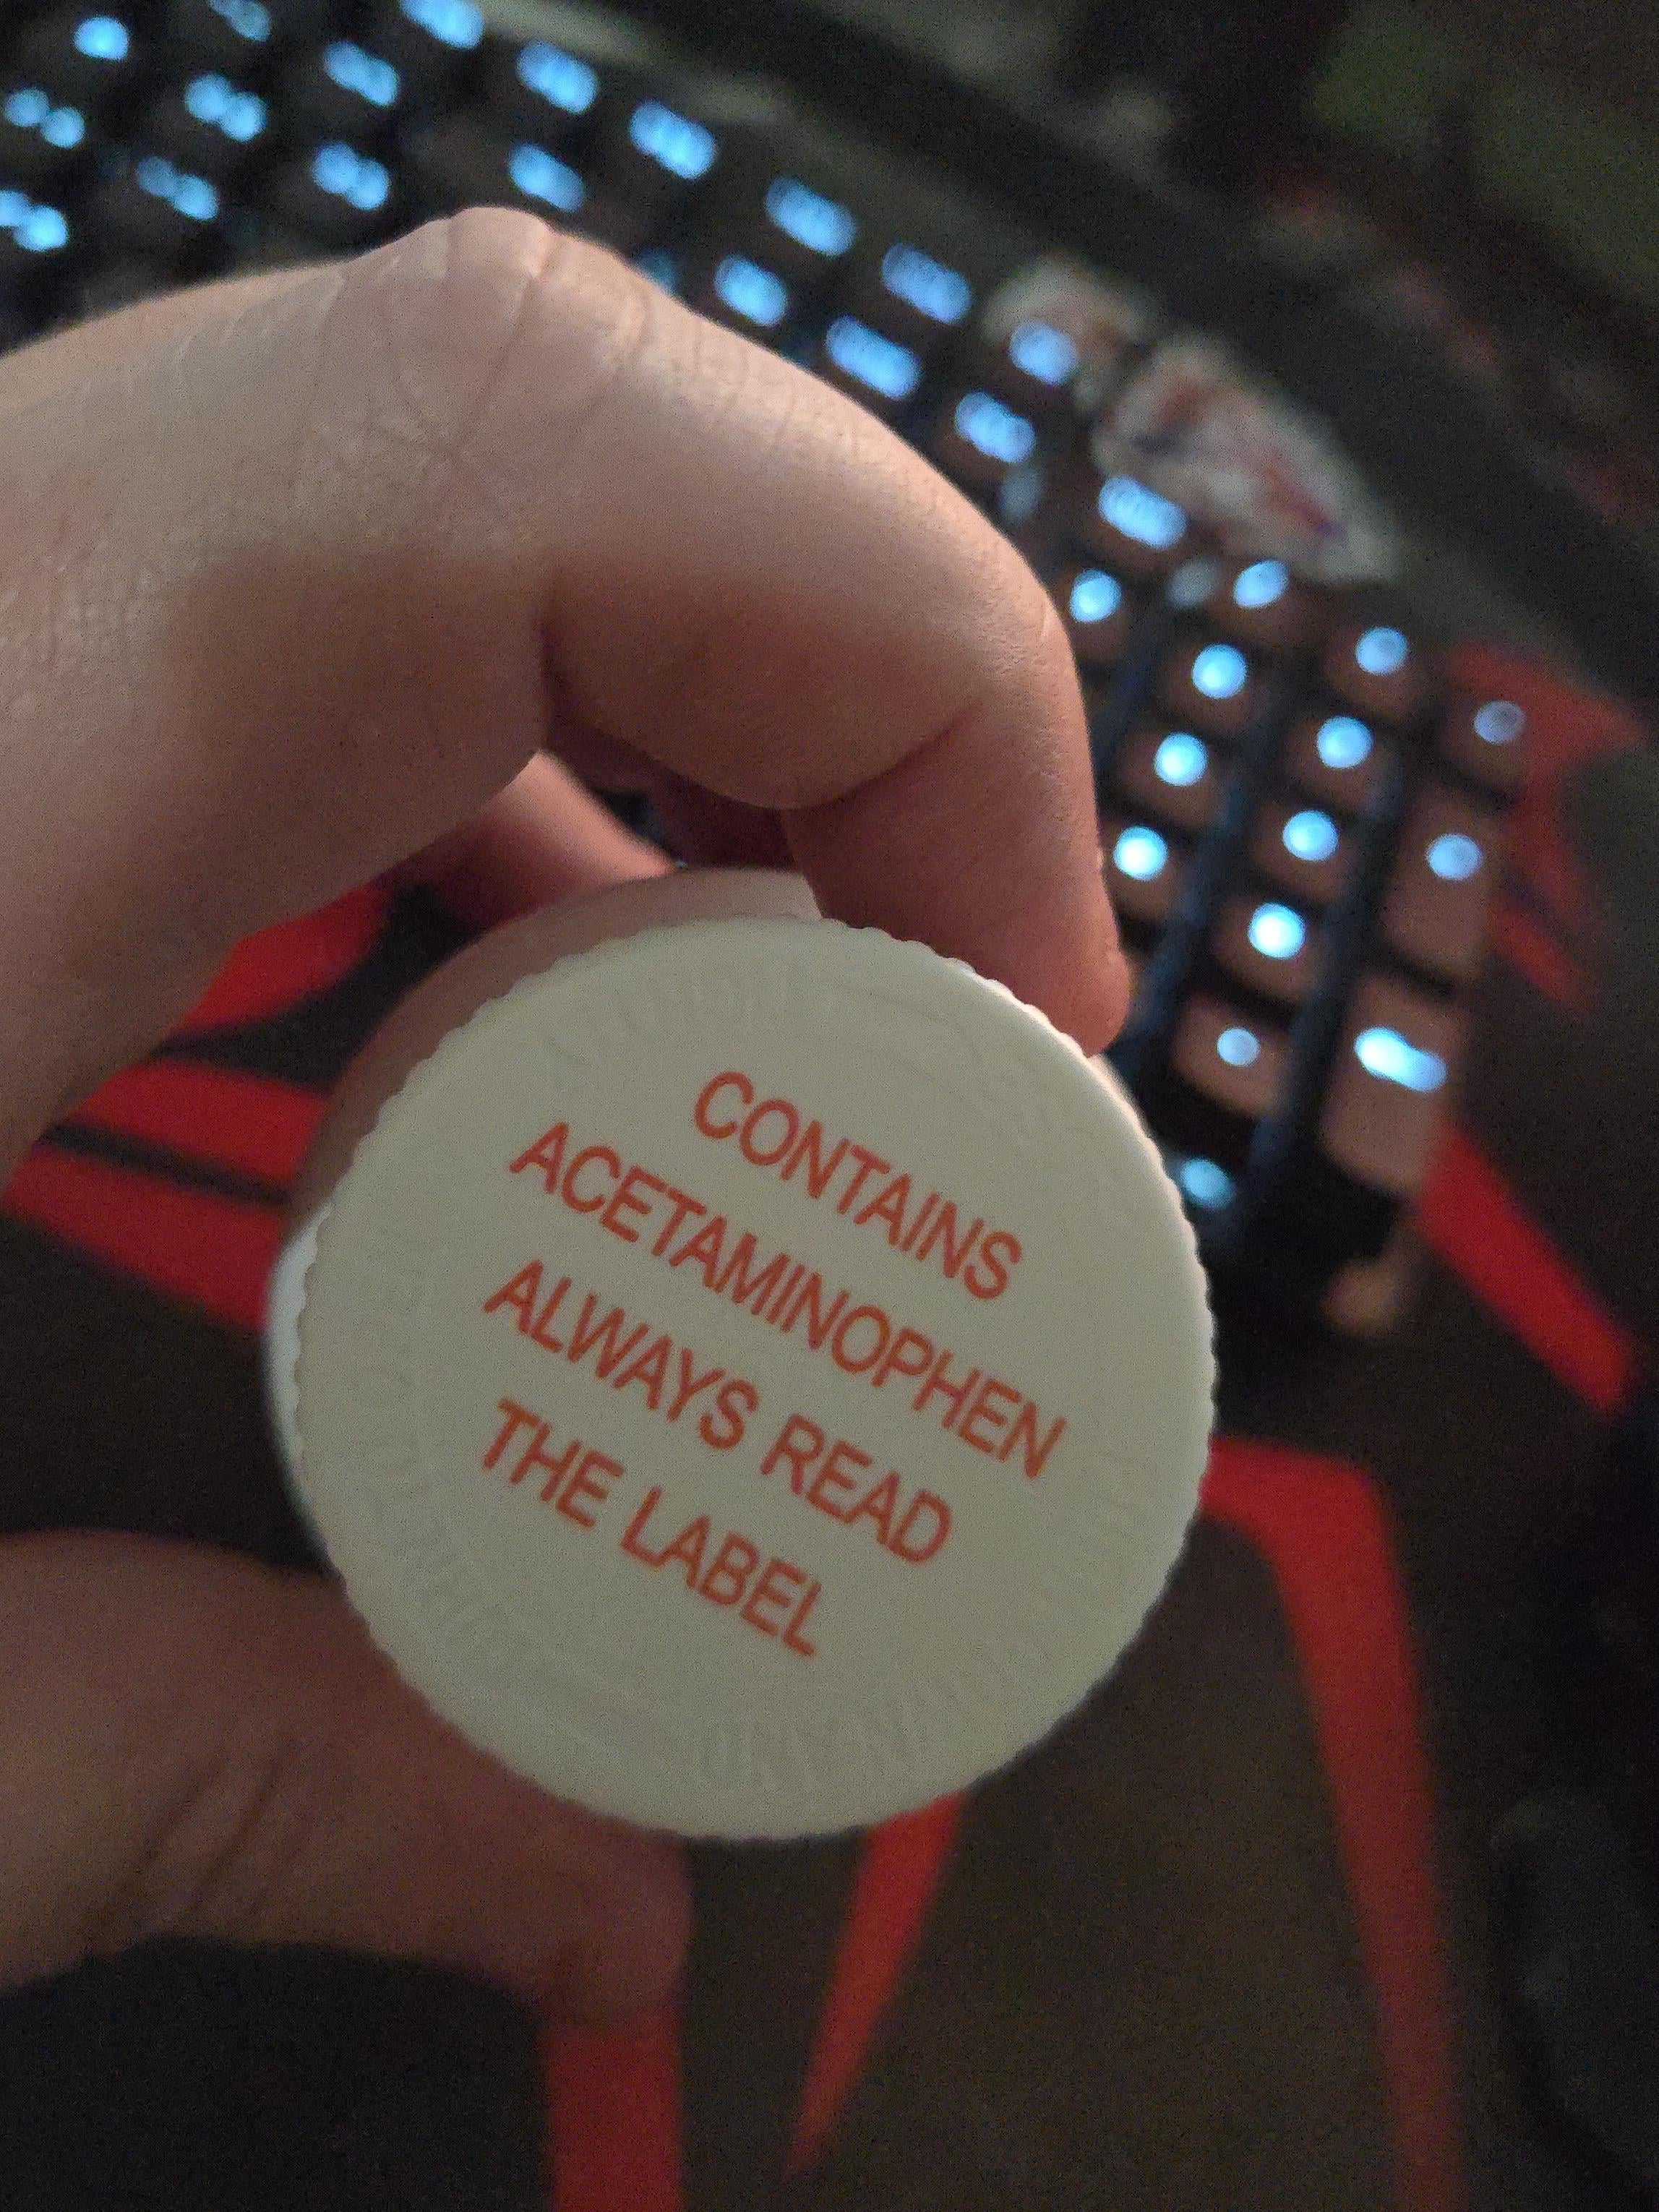 CONTAINS
ACETAMINOPHEN
ALWAYS READ
THE LABEL